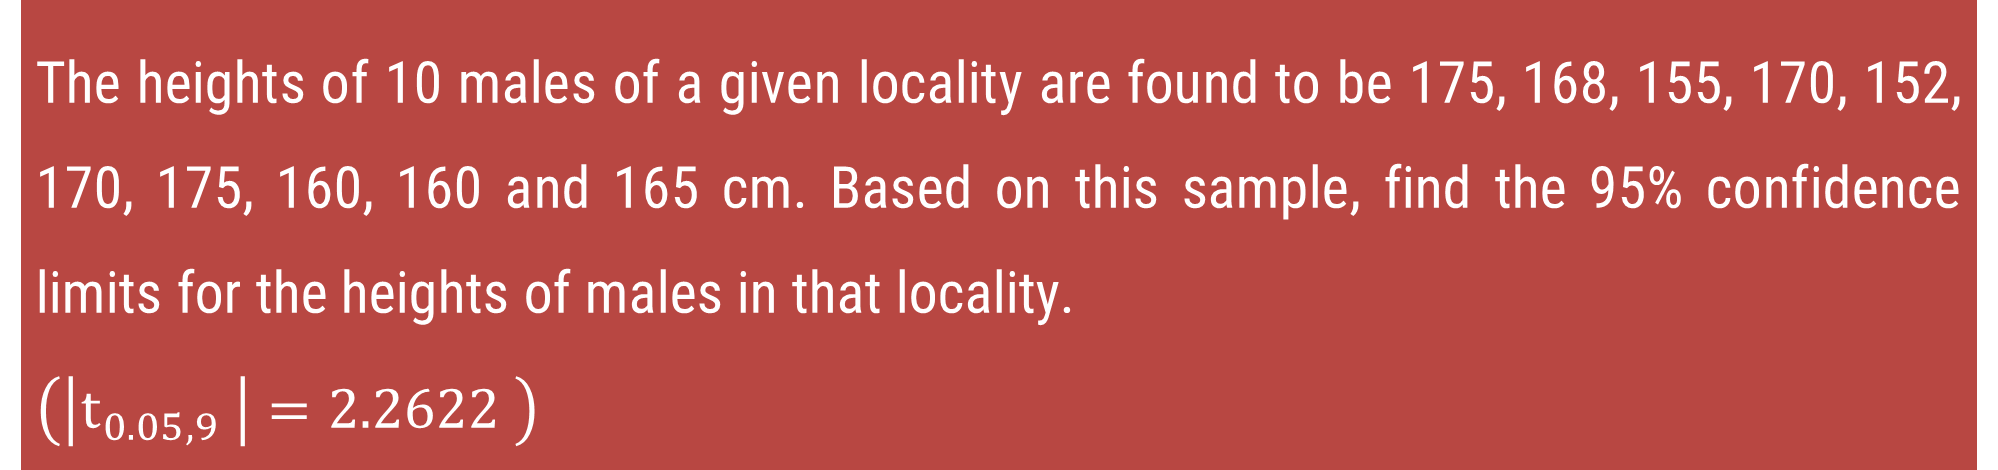 The heights of 10 males of a given locality are found to be 175, 168, 155, 170, 152,
170, 175, 160, 160 and 165 cm. Based on this sample, find the 95% confidence
limits for the heights of males in that locality.
(|t₀.₀₅,₉ | = 2.2622 )